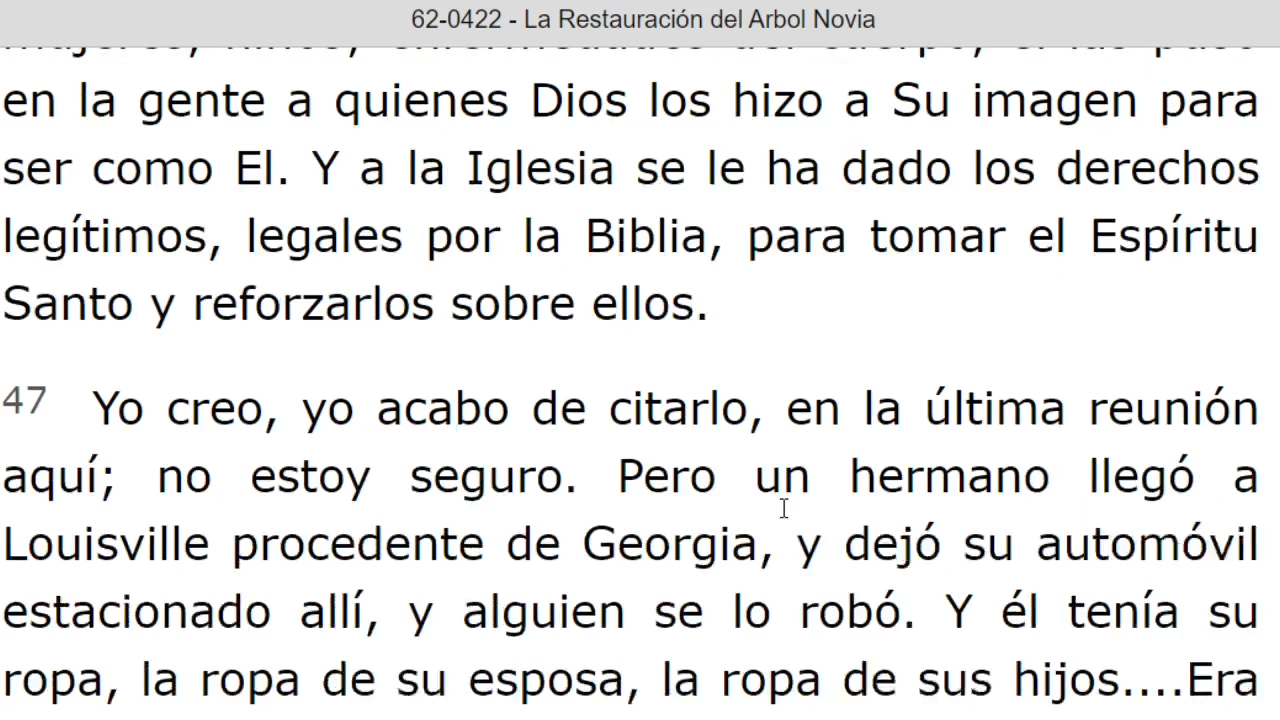 62-0422 - La Restauración del Arbol Novia
en la gente a quienes Dios los hizo a Su imagen para
ser como El. Y a la Iglesia se le ha dado los derechos
legítimos, legales por la Biblia, para tomar el Espíritu
Santo y reforzarlos sobre ellos.
47 Yo creo, yo acabo de citarlo, en la última reunión
aquí; no estoy seguro. Pero un hermano llegó a
Louisville procedente de Georgia, y dejó su automóvil
estacionado allí, y alguien se lo robó. Y él tenía su
ropa, la ropa de su esposa, la ropa de sus hijos....Era